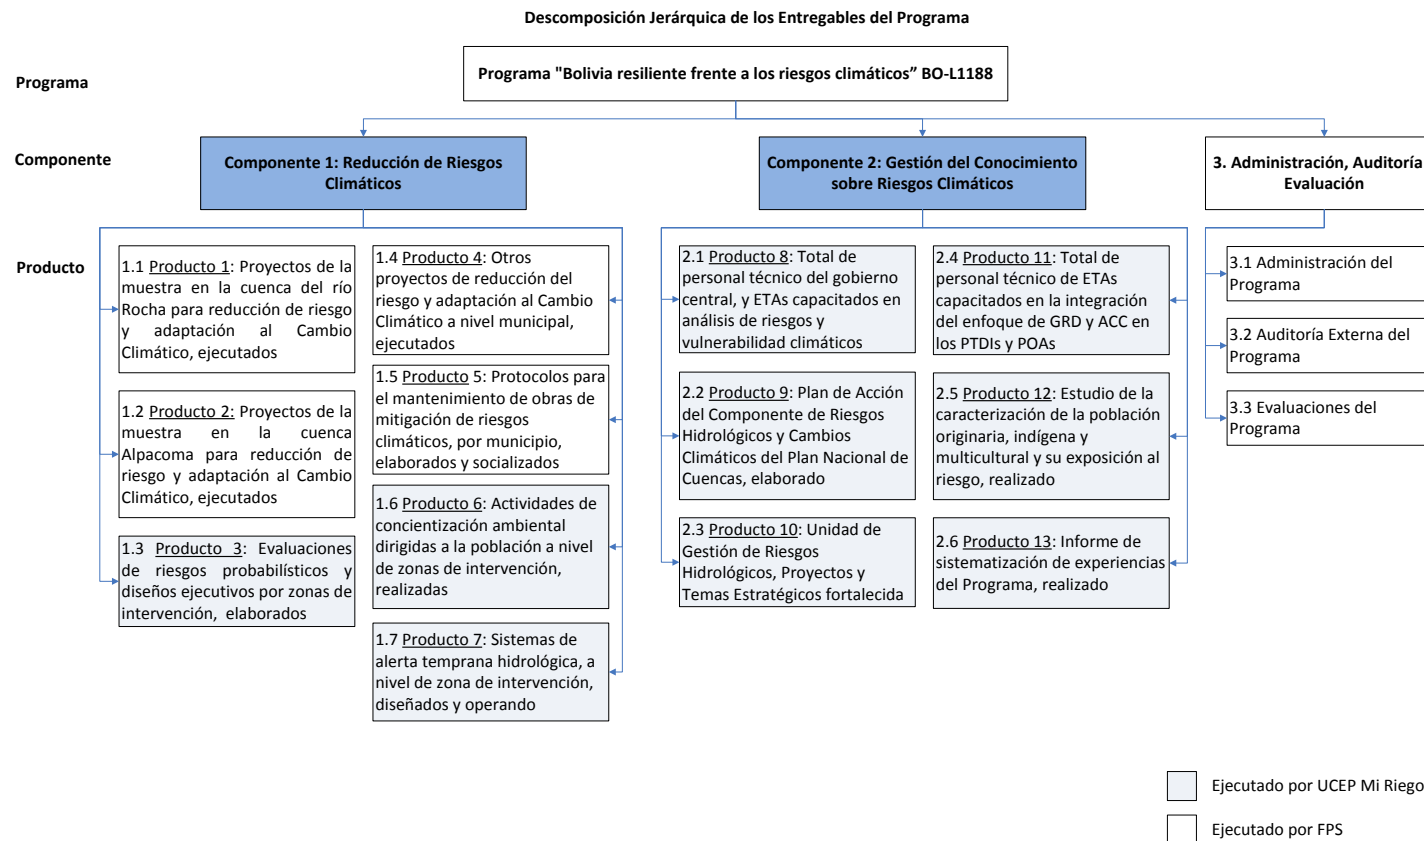 Descomposición Jerárquica de los Entregables del Programa
Programa
Programa "Bolivia resiliente frente a los riesgos climáticos” BO-L1188
Componente
Componente 1: Reducción de Riesgos
Climáticos
Componente 2: Gestión del Conocimiento
sobre Riesgos Climáticos
3. Administración, Auditoría
Evaluación
Producto
1.1 Producto 1: Proyectos de la
muestra en la cuenca del río
Rocha para reducción de riesgo
y adaptación al Cambio
Climático, ejecutados
1.2 Producto 2: Proyectos de la
muestra en la cuenca
Alpacoma para reducción de
riesgo y adaptación al Cambio
Climático, ejecutados
1.3 Producto 3: Evaluaciones
de riesgos probabilísticos y
diseños ejecutivos por zonas de
intervención, elaborados
1.4 Producto 4: Otros
proyectos de reducción del
riesgo y adaptación al Cambio
Climático a nivel municipal,
ejecutados
1.5 Producto 5: Protocolos para
el mantenimiento de obras de
mitigación de riesgos
climáticos, por municipio,
elaborados y socializados
1.6 Producto 6: Actividades de
concientización ambiental
dirigidas a la población a nivel
de zonas de intervención,
realizadas
1.7 Producto 7: Sistemas de
alerta temprana hidrológica, a
nivel de zona de intervención,
diseñados y operando
2.1 Producto 8: Total de
personal técnico del gobierno
central, y ETAs capacitados en
análisis de riesgos y
vulnerabilidad climáticos
2.2 Producto 9: Plan de Acción
del Componente de Riesgos
Hidrológicos y Cambios
Climáticos del Plan Nacional de
Cuencas, elaborado
2.3 Producto 10: Unidad de
Gestión de Riesgos
Hidrológicos, Proyectos y
Temas Estratégicos fortalecida
2.4 Producto 11: Total de
personal técnico de ETAs
capacitados en la integración
del enfoque de GRD y ACC en
los PTDIs y POAs
2.5 Producto 12: Estudio de la
caracterización de la población
originaria, indígena y
multicultural y su exposición al
riesgo, realizado
2.6 Producto 13: Informe de
sistematización de experiencias
del Programa, realizado
3.1 Administración del
Programa
3.2 Auditoría Externa del
Programa
3.3 Evaluaciones del
Programa
Ejecutado por UCEP Mi Riego
Ejecutado por FPS